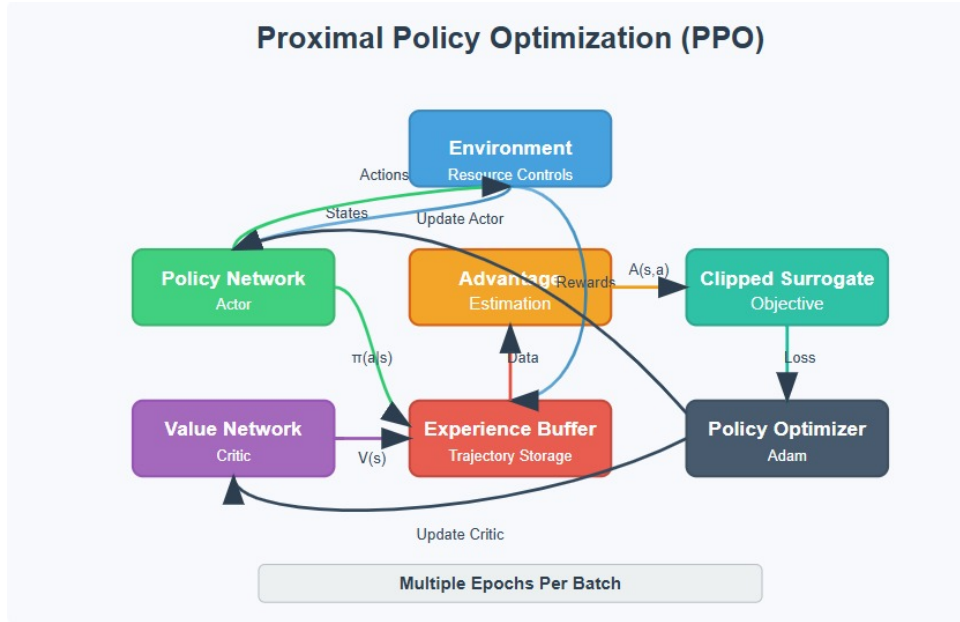 Proximal Policy Optimization (PPO)
Environment
Resource Controls
Actions
States
Update Actor
Policy Network
Actor
Advantage
Estimation
Rewards
A(s,a)
Clipped Surrogate
Objective
π(a|s)
Data
Loss
Value Network
Critic
V(s)
Experience Buffer
Trajectory Storage
Policy Optimizer
Adam
Update Critic
Multiple Epochs Per Batch